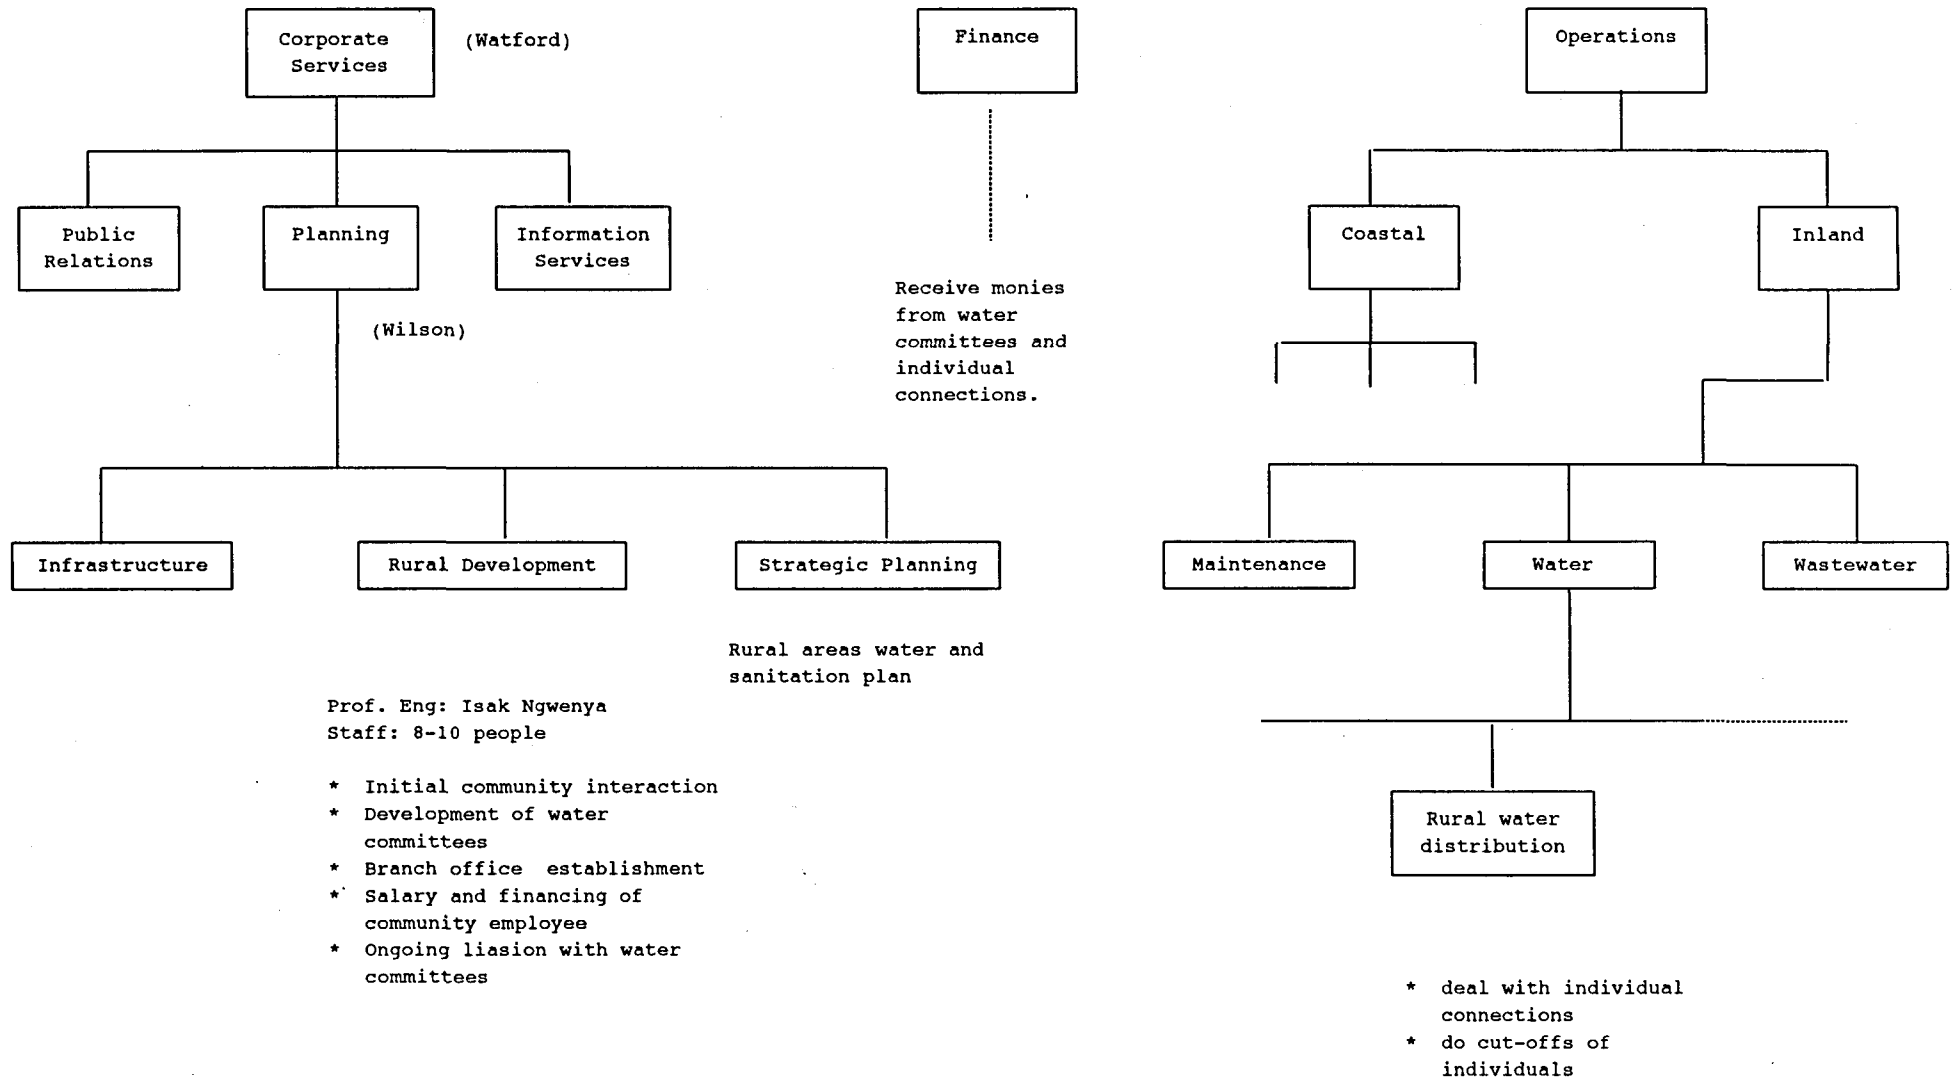 Corporate
Services
(Watford)
Finance
Operations
Public
Relations
Planning
Information
Services
Coastal
Inland
(Wilson)
Receive monies
from water
committees and
individual
connections.
Infrastructure
Rural Development
Strategic Planning
Maintenance
Water
Wastewater
Rural areas water and
sanitation plan
Prof. Eng: Isak Ngwenya
Staff: 8-10 people
* Initial community interaction
* Development of water
committees
* Branch office establishment
* Salary and financing of
community employee
* Ongoing liasion with water
committees
Rural water
distribution
* deal with individual
connections
* do cut-offs of
individuals